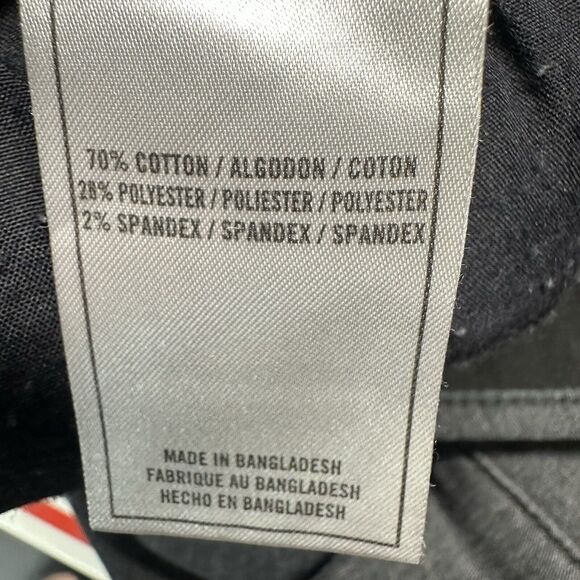 70% COTTON / ALGODON / COTON
28% POLYESTER / POLIESTER / POLYESTER
2% SPANDEX / SPANDEX / SPANDEX
MADE IN BANGLADESH
FABRIQUE AU BANGLADESH
HECHO EN BANGLADESH